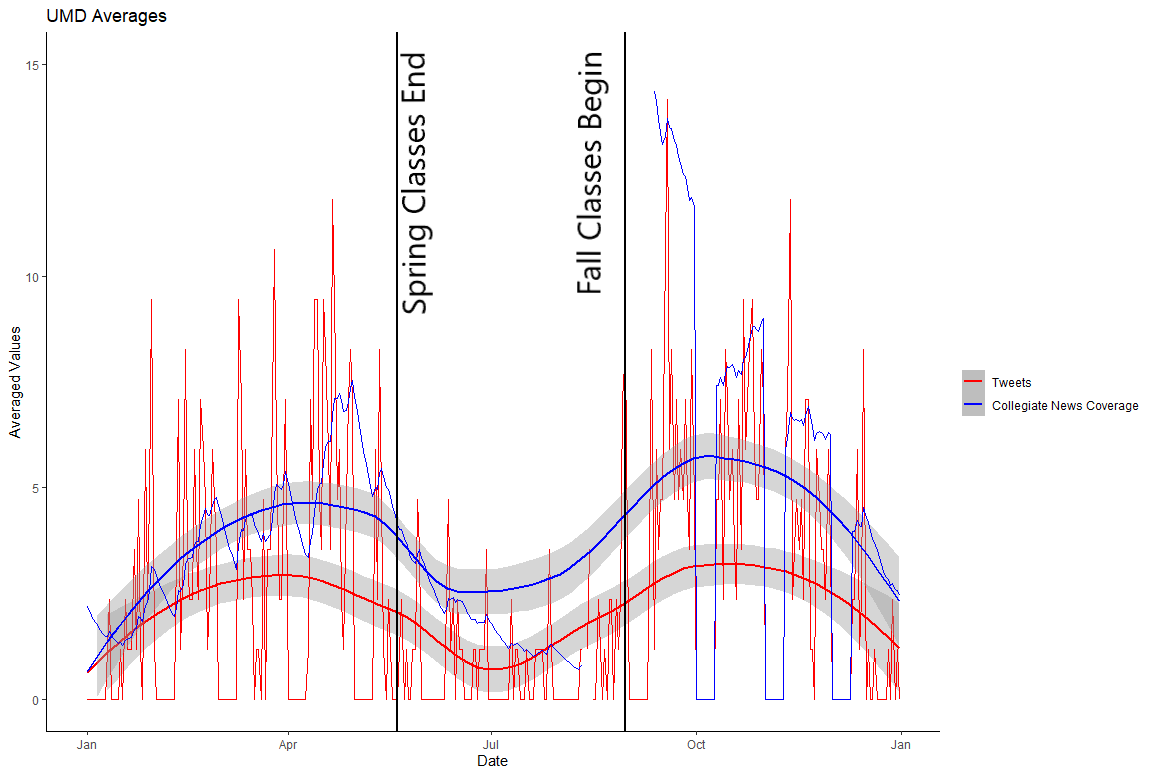 UMD Averages
Averaged Values
15
10
5
0
Spring Classes End
Fall Classes Begin
Jan
Apr
Jul
Oct
Jan
Date
Tweets
Collegiate News Coverage